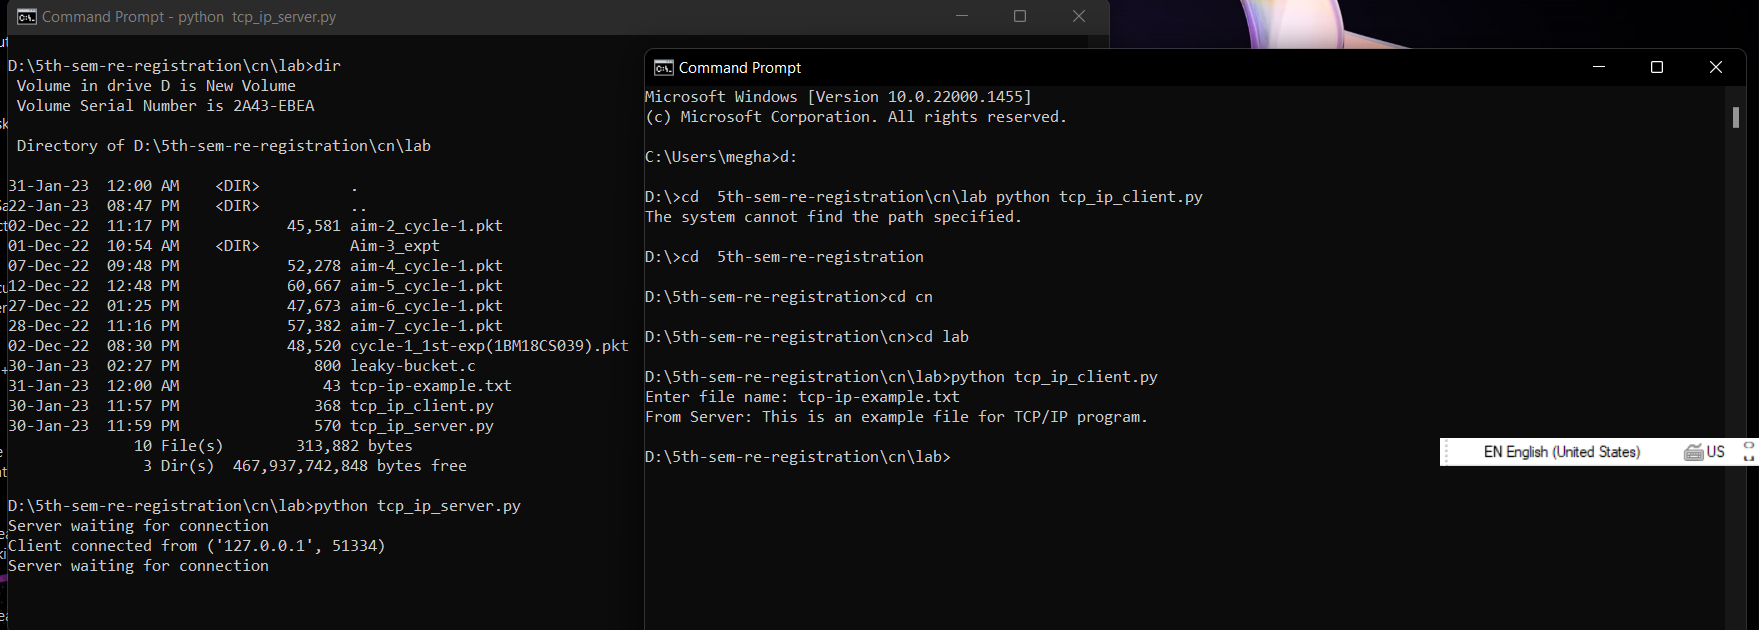 Command Prompt - python  tcp_ip_server.py
D:\5th-sem-re-registration\cn\lab>dir
 Volume in drive D is New Volume
 Volume Serial Number is 2A43-EBEA
 Directory of D:\5th-sem-re-registration\cn\lab
31-Jan-23  12:00 AM    <DIR>          .
22-Jan-23  08:47 PM    <DIR>          ..
02-Dec-22  11:17 PM            45,581 aim-2_cycle-1.pkt
01-Dec-22  10:54 AM    <DIR>          Aim-3_expt
07-Dec-22  09:48 PM            52,278 aim-4_cycle-1.pkt
12-Dec-22  12:48 PM            60,667 aim-5_cycle-1.pkt
27-Dec-22  01:25 PM            47,673 aim-6_cycle-1.pkt
28-Dec-22  11:16 PM            57,382 aim-7_cycle-1.pkt
02-Dec-22  08:30 PM            48,520 cycle-1_1st-exp(1BM18CS039).pkt
30-Jan-23  02:27 PM               800 leaky-bucket.c
31-Jan-23  12:00 AM                43 tcp-ip-example.txt
30-Jan-23  11:57 PM               368 tcp_ip_client.py
30-Jan-23  11:59 PM               570 tcp_ip_server.py
              10 File(s)        313,882 bytes
               3 Dir(s)  467,937,742,848 bytes free
D:\5th-sem-re-registration\cn\lab>python tcp_ip_server.py
Server waiting for connection
Client connected from ('127.0.0.1', 51334)
Server waiting for connection
Command Prompt
Microsoft Windows [Version 10.0.22000.1455]
(c) Microsoft Corporation. All rights reserved.
C:\Users\megha>d:
D:\>cd  5th-sem-re-registration\cn\lab python tcp_ip_client.py
The system cannot find the path specified.
D:\>cd  5th-sem-re-registration
D:\5th-sem-re-registration>cd cn
D:\5th-sem-re-registration\cn>cd lab
D:\5th-sem-re-registration\cn\lab>python tcp_ip_client.py
Enter file name: tcp-ip-example.txt
From Server: This is an example file for TCP/IP program.
D:\5th-sem-re-registration\cn\lab>
EN English (United States) US